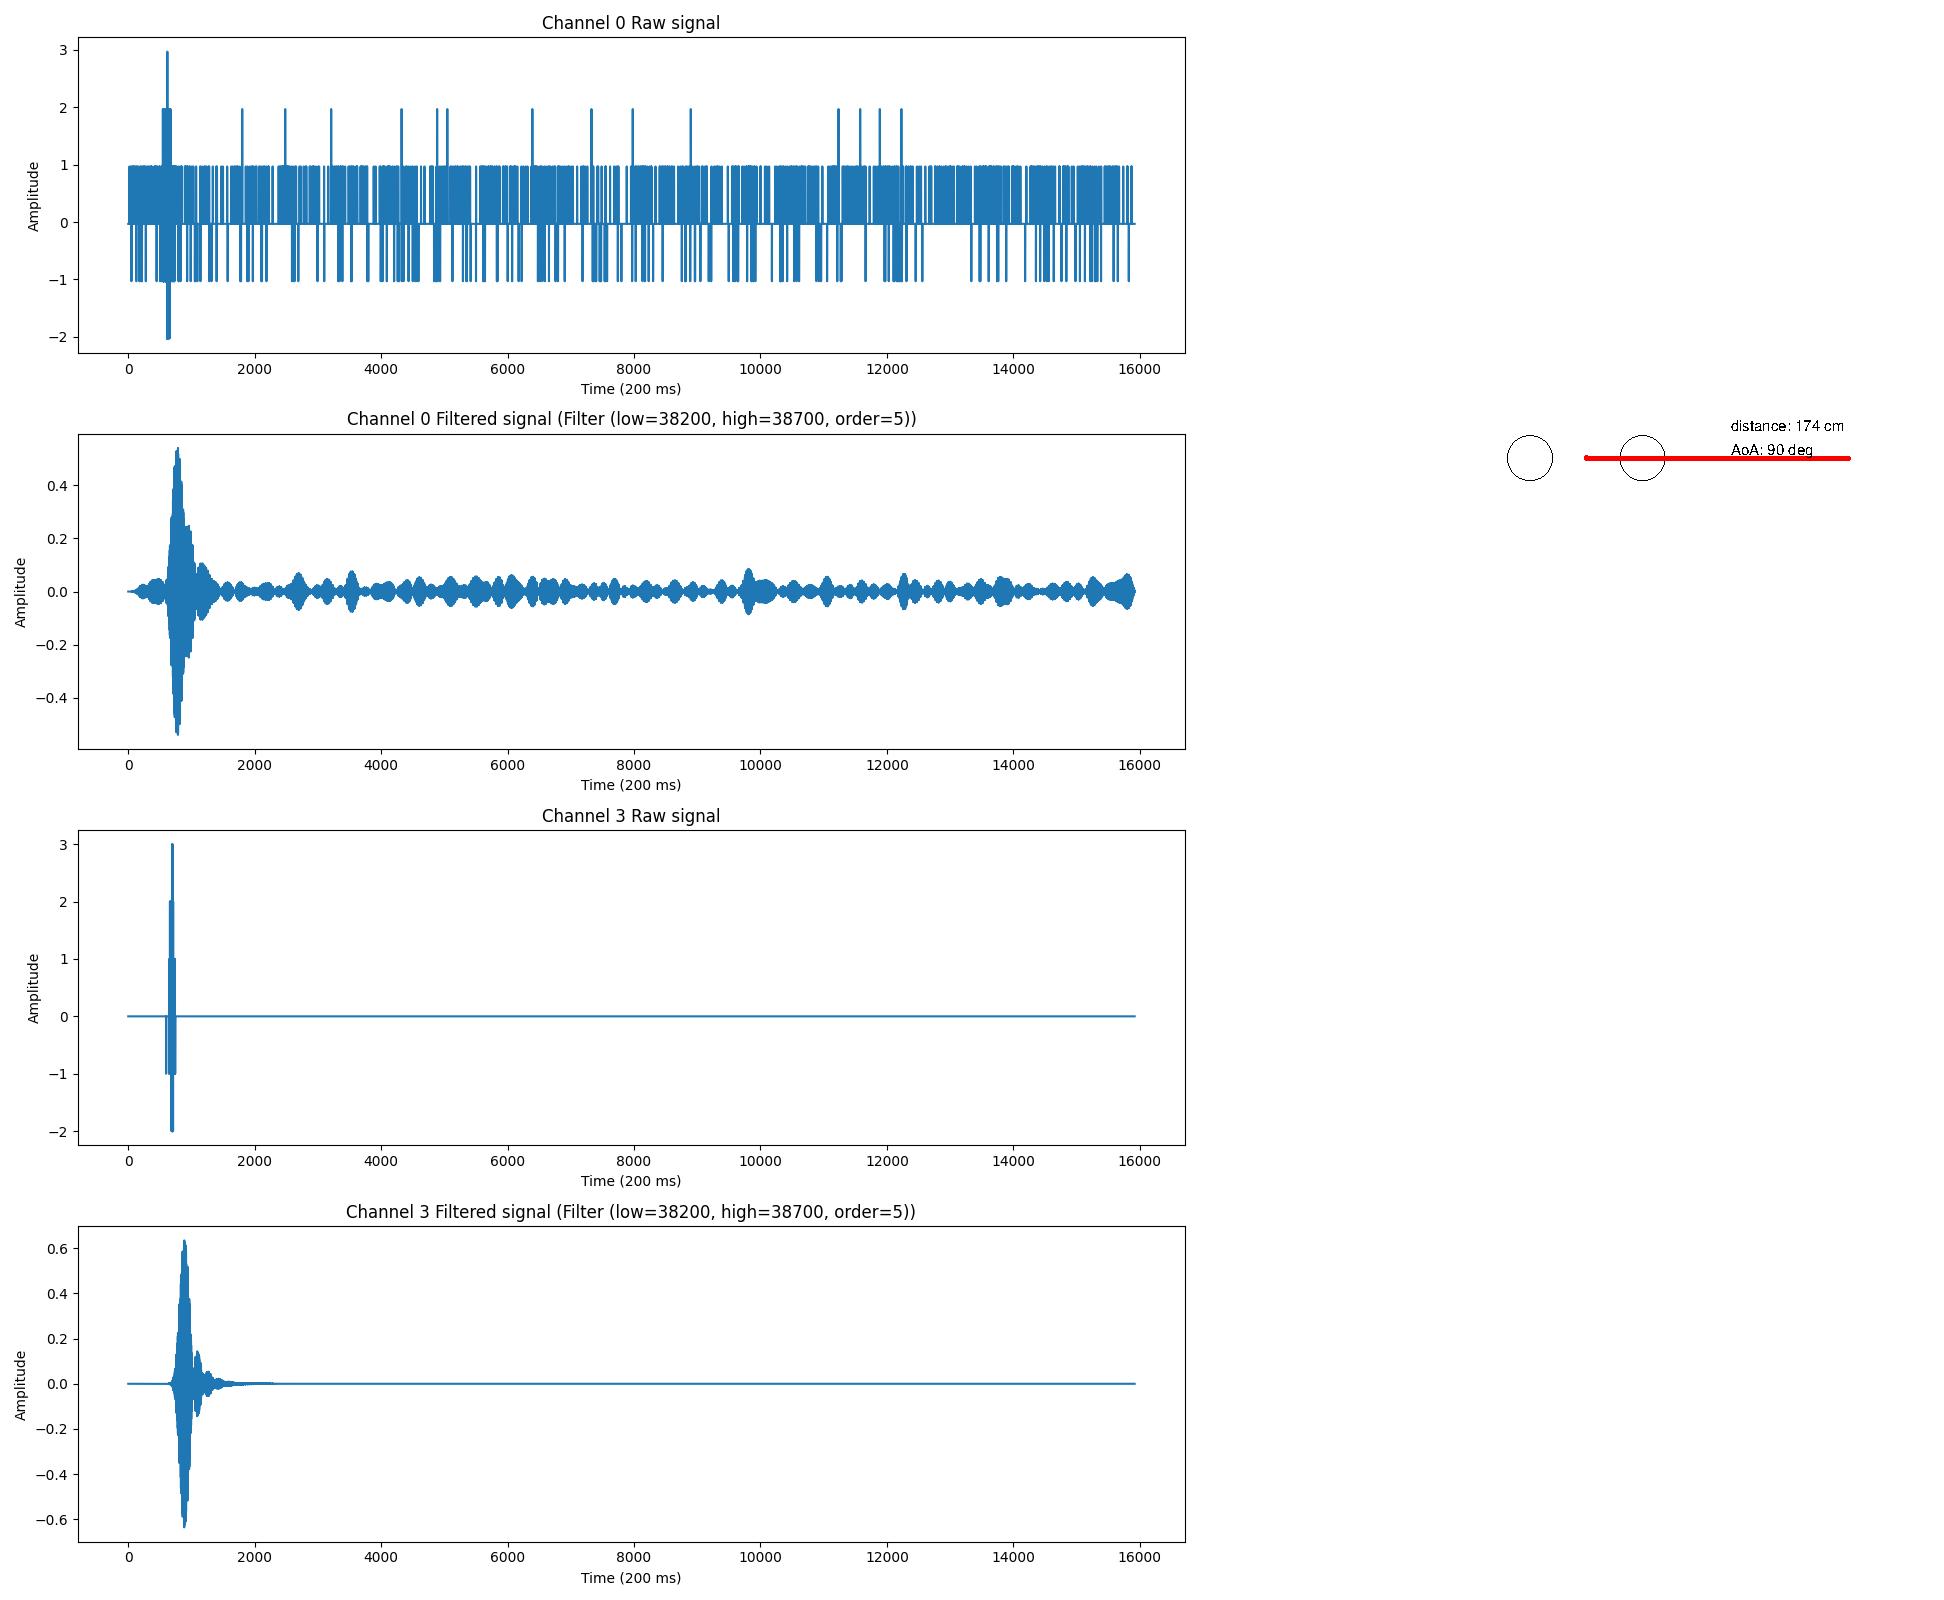 Channel 0 Raw signal
3
2
1
0
−1
−2
Amplitude
0 2000 4000 6000 8000 10000 12000 14000 16000
Time (200 ms)
Channel 0 Filtered signal (Filter (low=38200, high=38700, order=5))
0.4
0.2
0.0
−0.2
−0.4
Amplitude
0 2000 4000 6000 8000 10000 12000 14000 16000
Time (200 ms)
distance: 174 cm
AoA: 90 deg
Channel 3 Raw signal
3
2
1
0
−1
−2
Amplitude
0 2000 4000 6000 8000 10000 12000 14000 16000
Time (200 ms)
Channel 3 Filtered signal (Filter (low=38200, high=38700, order=5))
0.6
0.4
0.2
0.0
−0.2
−0.4
−0.6
Amplitude
0 2000 4000 6000 8000 10000 12000 14000 16000
Time (200 ms)